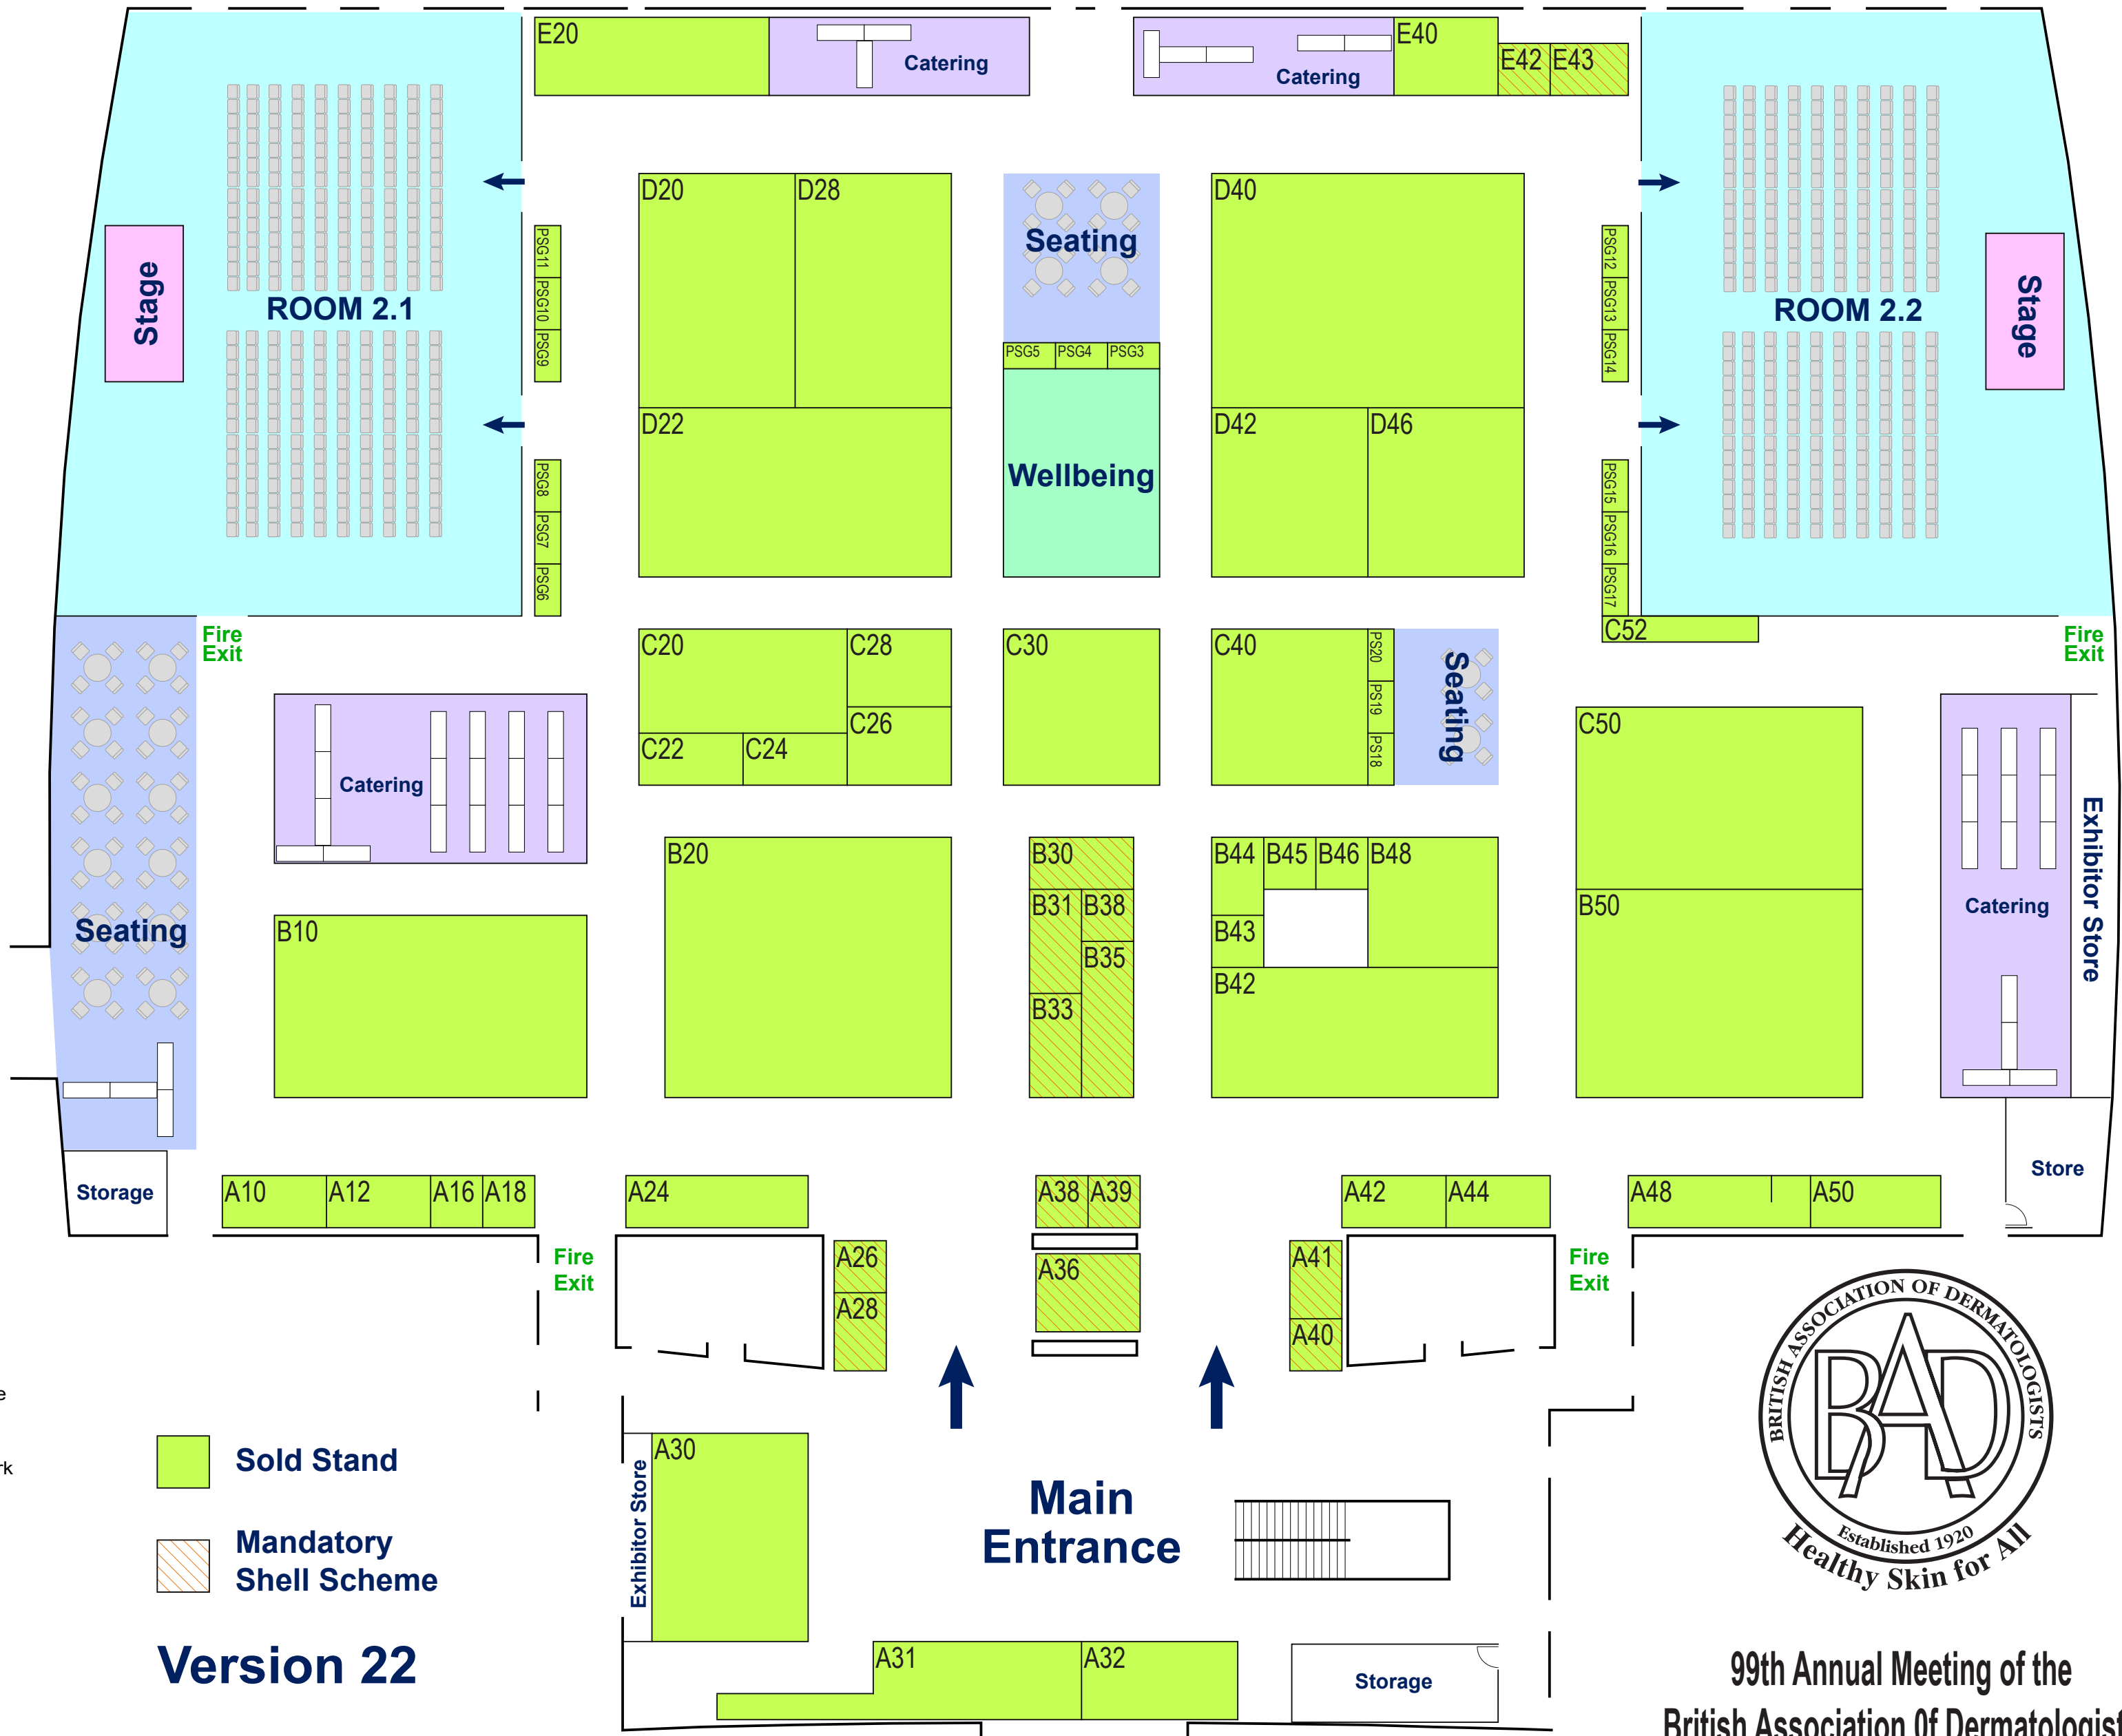 E20
Catering
Catering
E40
E42
E43
D20
D28
Seating
D40
Stage
ROOM 2.1
PSG11
PSG10
PSG9
PSG12
PSG13
PSG14
ROOM 2.2
Stage
PSG5
PSG4
PSG3
D22
Wellbeing
D42
D46
PSG8
PSG7
PSG6
PSG15
PSG16
PSG17
Fire
Exit
C20
C28
C30
C40
PS20
PS19
PS18
Seating
C52
Fire
Exit
C26
C22
C24
C50
Catering
Exhibitor Store
B20
B30
B44
B45
B46
B48
Seating
B10
B31
B38
B43
B50
Catering
B35
B42
B33
Storage
A10
A12
A16
A18
A24
A38
A39
A42
A44
A48
A50
Store
Fire
Exit
A26
A28
A36
A41
A40
Fire
Exit
BRITISH ASSOCIATION OF DERMATOLOGISTS
BAD
Established 1920
Healthy Skin for All
e
rk
Sold Stand
Mandatory
Shell Scheme
Version 22
Exhibitor Store
A30
Main
Entrance
A31
A32
Storage
99th Annual Meeting of the
British Association 0f Dermatologist